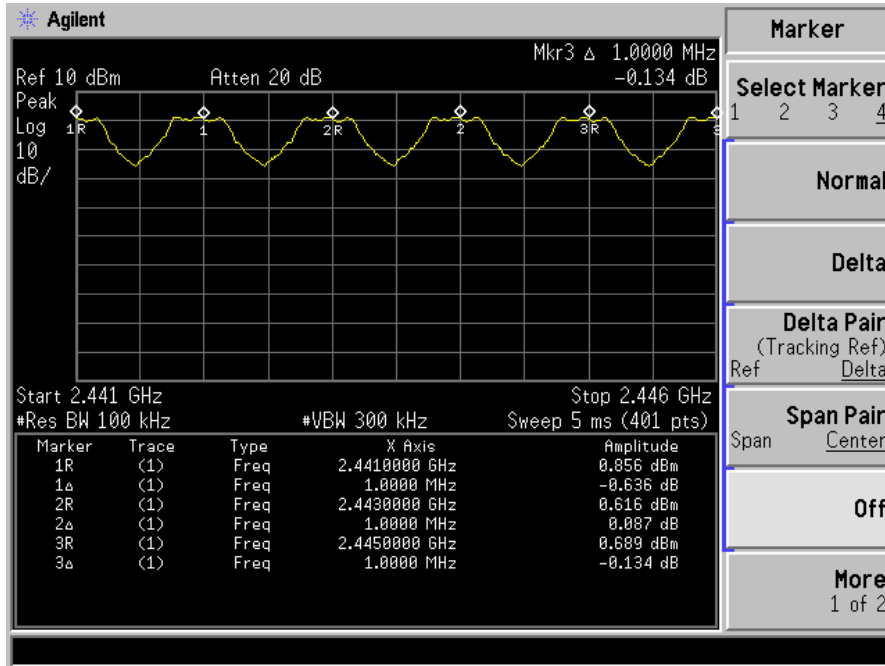 Agilent
Mkr3 Δ 1.0000 MHz
Ref 10 dBm Atten 20 dB -0.134 dB
Peak
Log
10
dB/
1R 1 2R 2 3R 3
Start 2.441 GHz Stop 2.446 GHz
#Res BW 100 kHz #VBW 300 kHz Sweep 5 ms (401 pts)
Marker Trace Type X Axis Amplitude
1R (1) Freq 2.4410000 GHz 0.856 dBm
1Δ (1) Freq 1.0000 MHz -0.636 dB
2R (1) Freq 2.4430000 GHz 0.616 dBm
2Δ (1) Freq 1.0000 MHz 0.087 dB
3R (1) Freq 2.4450000 GHz 0.689 dBm
3Δ (1) Freq 1.0000 MHz -0.134 dB
Marker
Select Marker
1 2 3 4
Normal
Delta
Delta Pair
(Tracking Ref)
Ref Delta
Span Pair
Span Center
Off
More
1 of 2